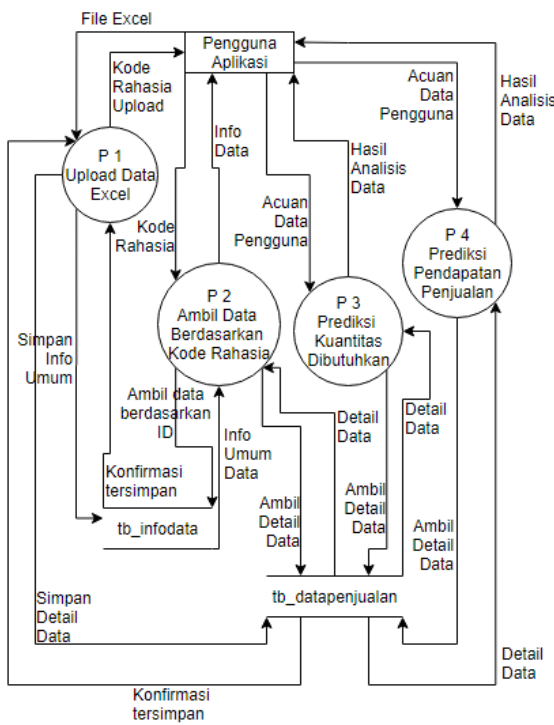 File Excel
Pengguna
Aplikasi
Kode
Rahasia
Upload
Info
Data
Acuan
Data
Pengguna
Hasil
Analisis
Data
P 1
Upload Data
Excel
Kode
Rahasia
Acuan
Data
Pengguna
Hasil
Analisis
Data
P 4
Prediksi
Pendapatan
Penjualan
P 2
Ambil Data
Berdasarkan
Kode Rahasia
P 3
Prediksi
Kuantitas
Dibutuhkan
Simpan
Info
Umum
Ambil data
berdasarkan
ID
Info
Umum
Data
Detail
Data
Detail
Data
Konfirmasi
tersimpan
tb_infodata
Ambil
Detail
Data
Ambil
Detail
Data
Ambil
Detail
Data
tb_datapenjualan
Simpan
Detail
Data
Detail
Data
Konfirmasi
tersimpan